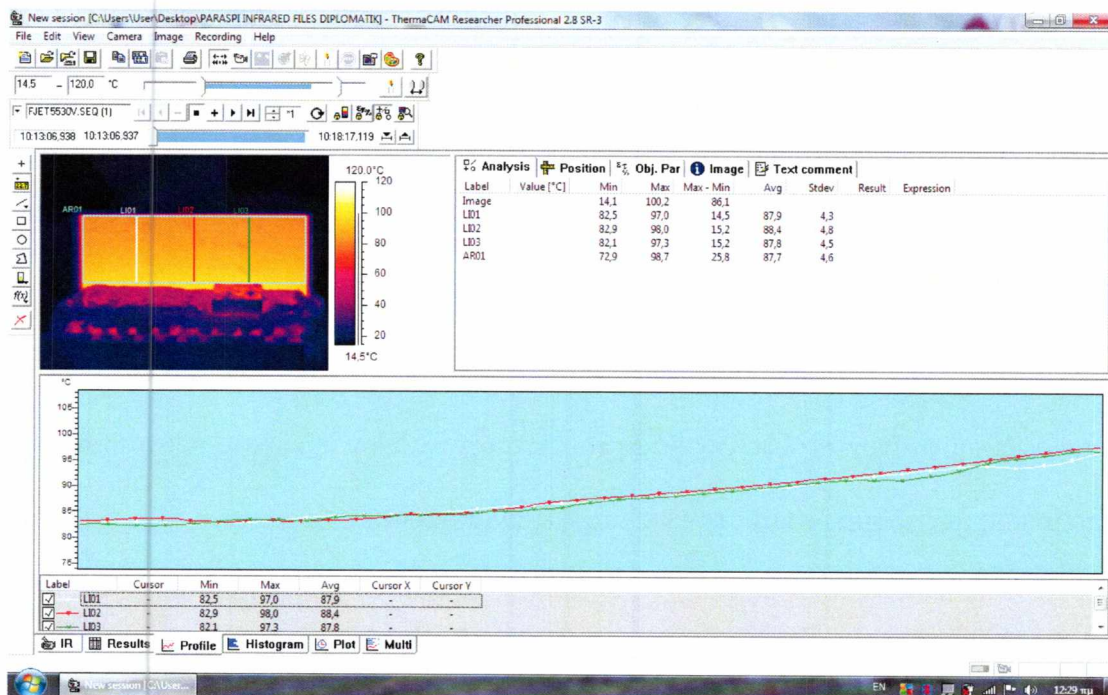 New session [C:\Users\User\Desktop\PARASPI INFRARED FILES DIPLOMATIK] - ThermaCAM Researcher Professional 2.8 SR-3
File Edit View Camera Image Recording Help
14,5 - 120,0 °C
FJET5530V.SEQ (1)
10:13:06,938 10:13:06,937 10:18:17,119
120.0°C
120
100
80
60
40
20
14,5°C
AR01 LI01 LI02 LI03
Analysis Position Obj. Par Image Text comment
Label Value [°C] Min Max Max - Min Avg Stdev Result Expression
Image 14,1 100,2 86,1
LI01 82,5 97,0 14,5 87,9 4,3
LI02 82,9 98,0 15,2 88,4 4,8
LI03 82,1 97,3 15,2 87,8 4,5
AR01 72,9 98,7 25,8 87,7 4,6
°C
105
100
95
90
85
80
75
Label Cursor Min Max Avg Cursor X Cursor Y
LI01 - 82,5 97,0 87,9 - -
LI02 - 82,9 98,0 88,4 - -
LI03 - 82,1 97,3 87,8 - -
IR Results Profile Histogram Plot Multi
New session [C:\User...
EN 12:29 πμ